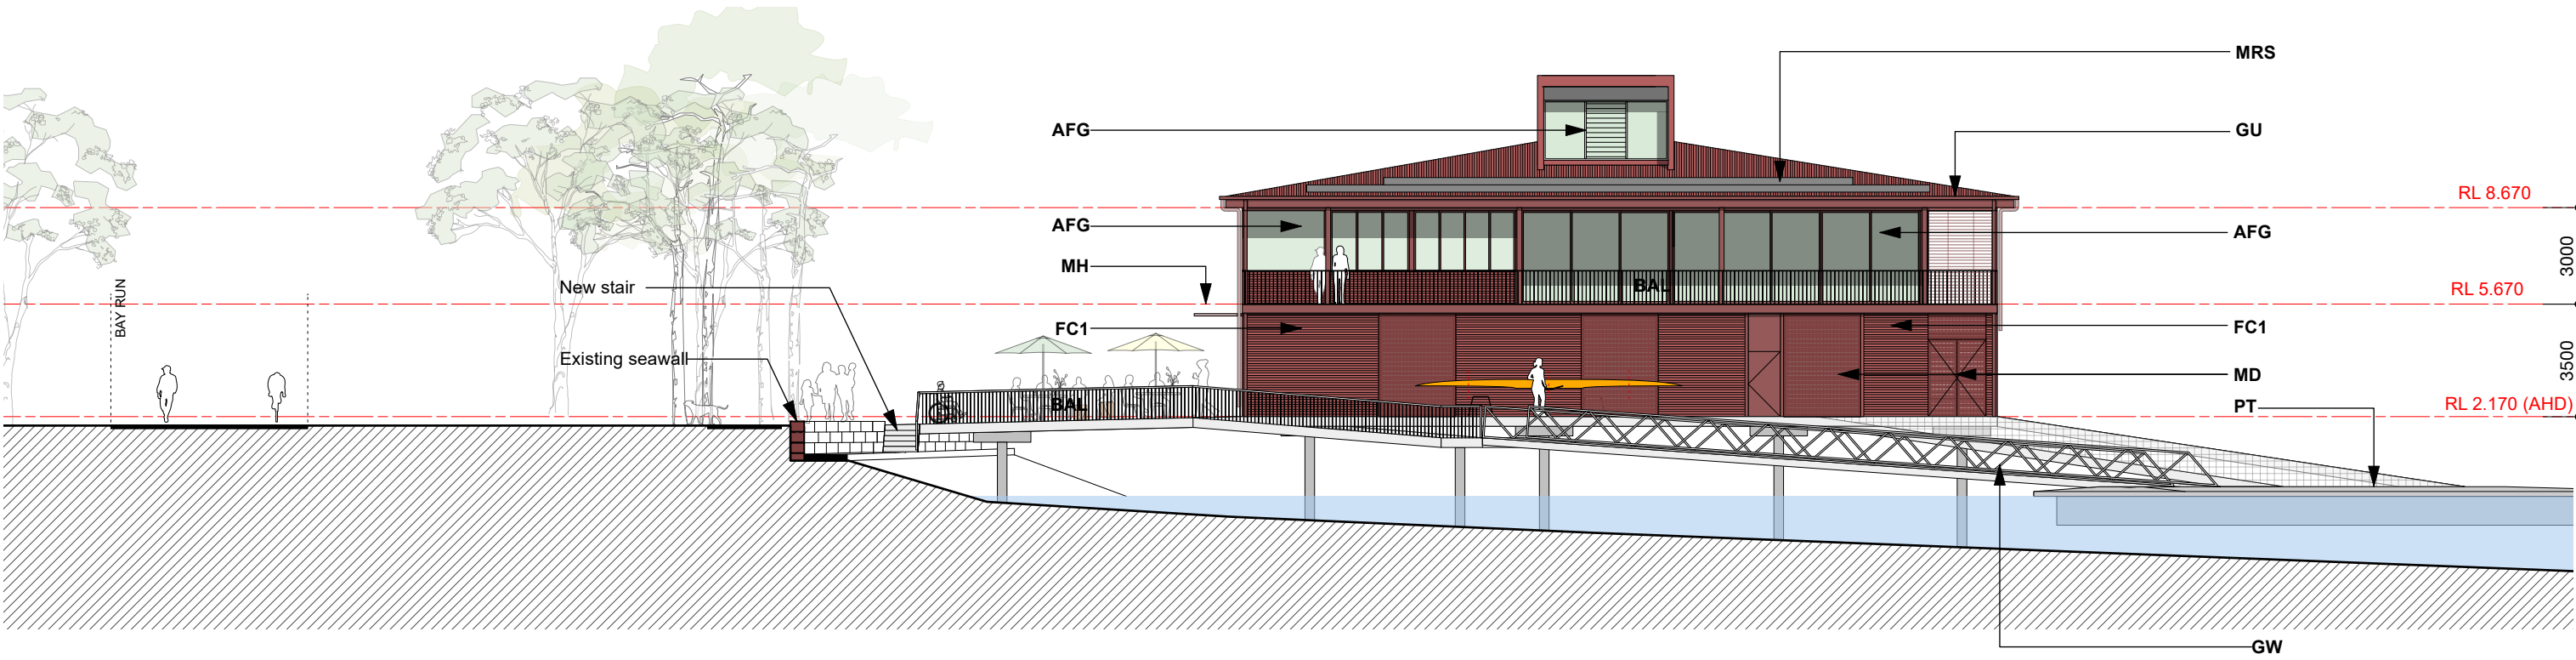 MRS
AFG
GU
RL 8.670
AFG
AFG
3000
MH
BAY RUN
New stair
BAL
RL 5.670
FC1
FC1
Existing seawall
3500
MD
BAL
PT
RL 2.170 (AHD)
GW